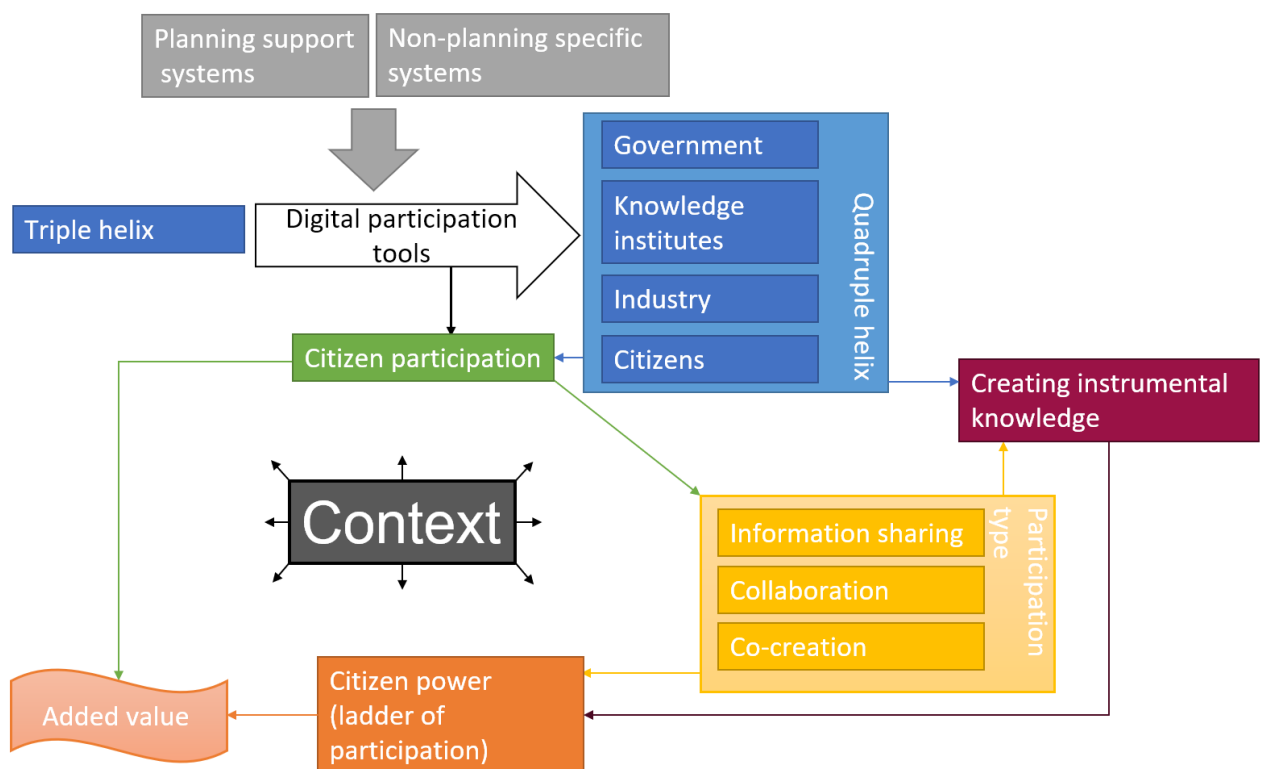 Planning support
systems
Non-planning specific
systems
Triple helix
Digital participation
tools
Government
Knowledge
institutes
Industry
Citizens
Quadruple helix
Citizen participation
Creating instrumental
knowledge
Context
Information sharing
Collaboration
Co-creation
Participation
type
Citizen power
(ladder of
participation)
Added value